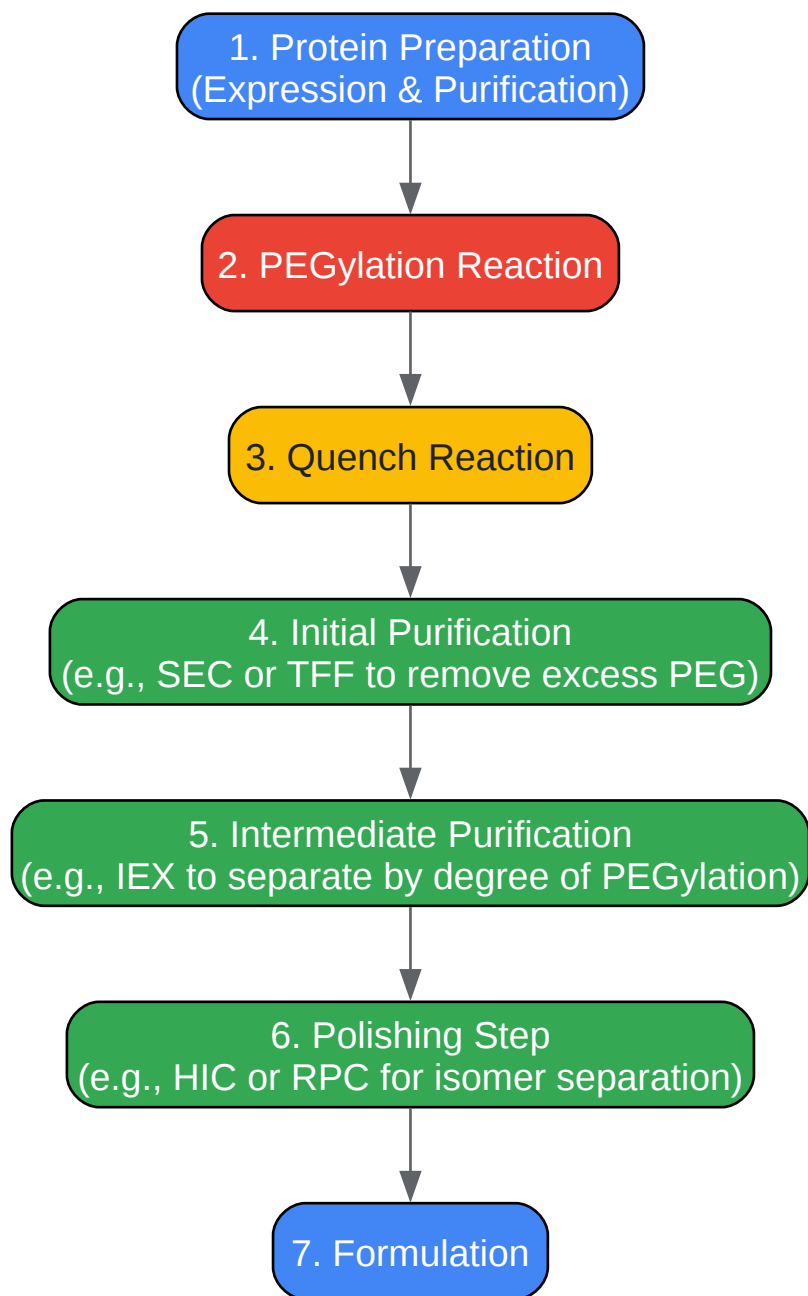 1. Protein Preparation
(Expression & Purification)
2. PEGylation Reaction
3. Quench Reaction
4. Initial Purification
(e.g., SEC or TFF to remove excess PEG)
5. Intermediate Purification
(e.g., IEX to separate by degree of PEGylation)
6. Polishing Step
(e.g., HIC or RPC for isomer separation)
7. Formulation